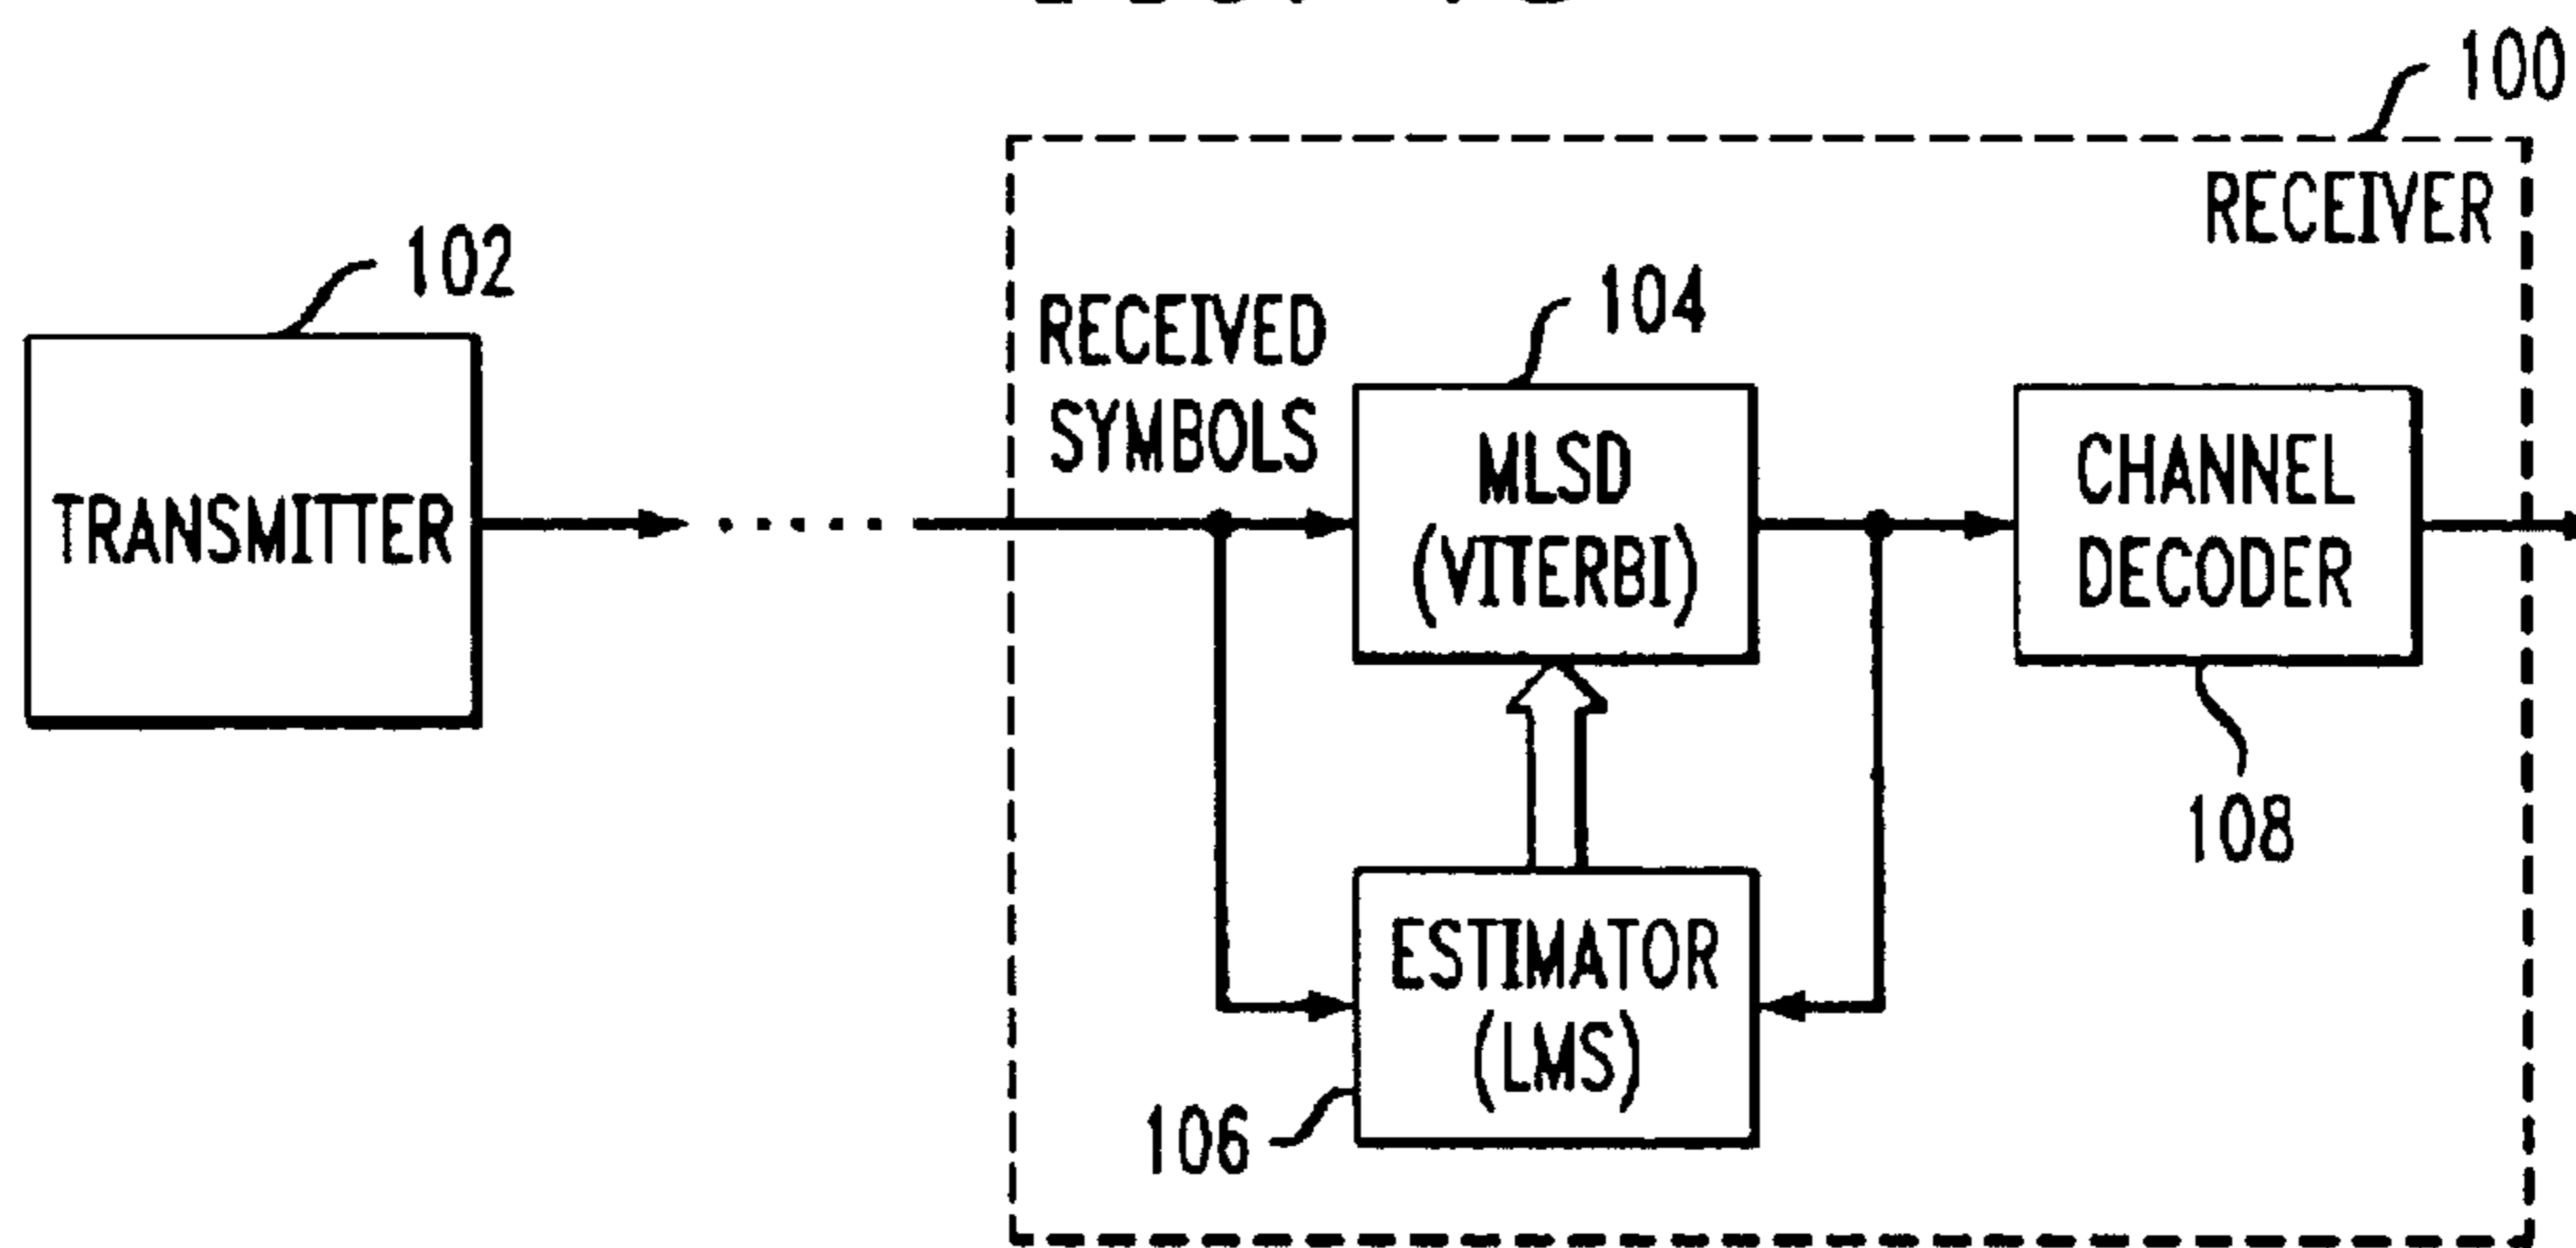 100
RECEIVER
102
104
RECEIVED
SYMBOLS
TRANSMITTER
MLSD
(VITERBI)
CHANNEL
DECODER
108
ESTIMATOR
(LMS)
106